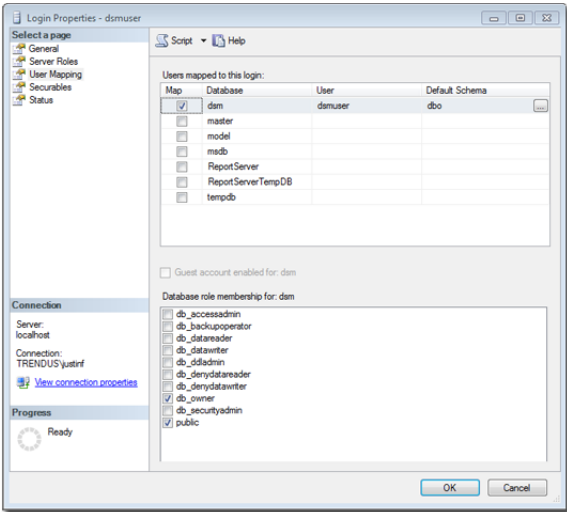 Login Properties - dsmuser
Select a page
General
Server Roles
User Mapping
Securables
Status
Script Help
Users mapped to this login:
Map Database User Default Schema
dsm dsmuser dbo ...
master
model
msdb
ReportServer
ReportServerTempDB
tempdb
Guest account enabled for: dsm
Database role membership for: dsm
db_accessadmin
db_backupoperator
db_datareader
db_datawriter
db_ddladmin
db_denydatareader
db_denydatawriter
db_owner
db_securityadmin
public
Connection
Server:
localhost
Connection:
TRENDUS\justinf
View connection properties
Progress
Ready
OK Cancel